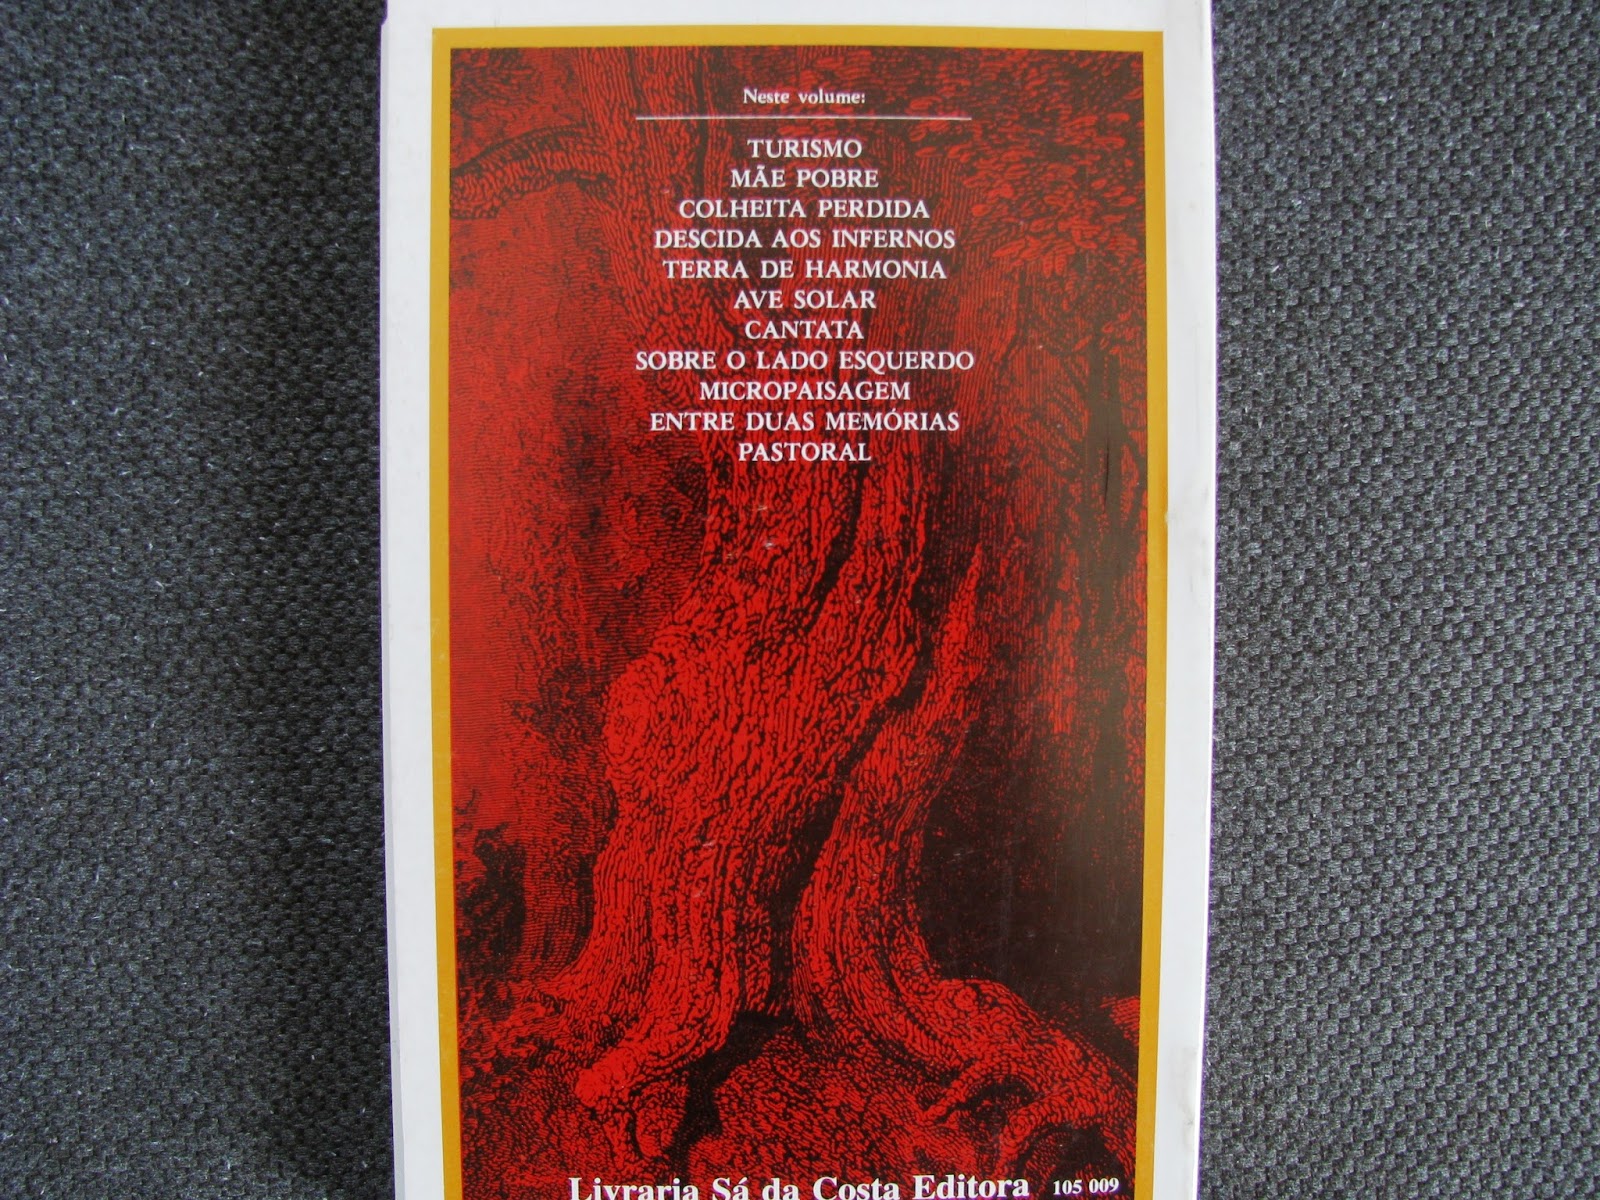 Neste volume:
TURISMO
MÃE POBRE
COLHEITA PERDIDA
DESCIDA AOS INFERNOS
TERRA DE HARMONIA
AVE SOLAR
CANTATA
SOBRE O LADO ESQUERDO
MICROPAISAGEM
ENTRE DUAS MEMÓRIAS
PASTORAL
Livraria Sá da Costa Editora 105 009